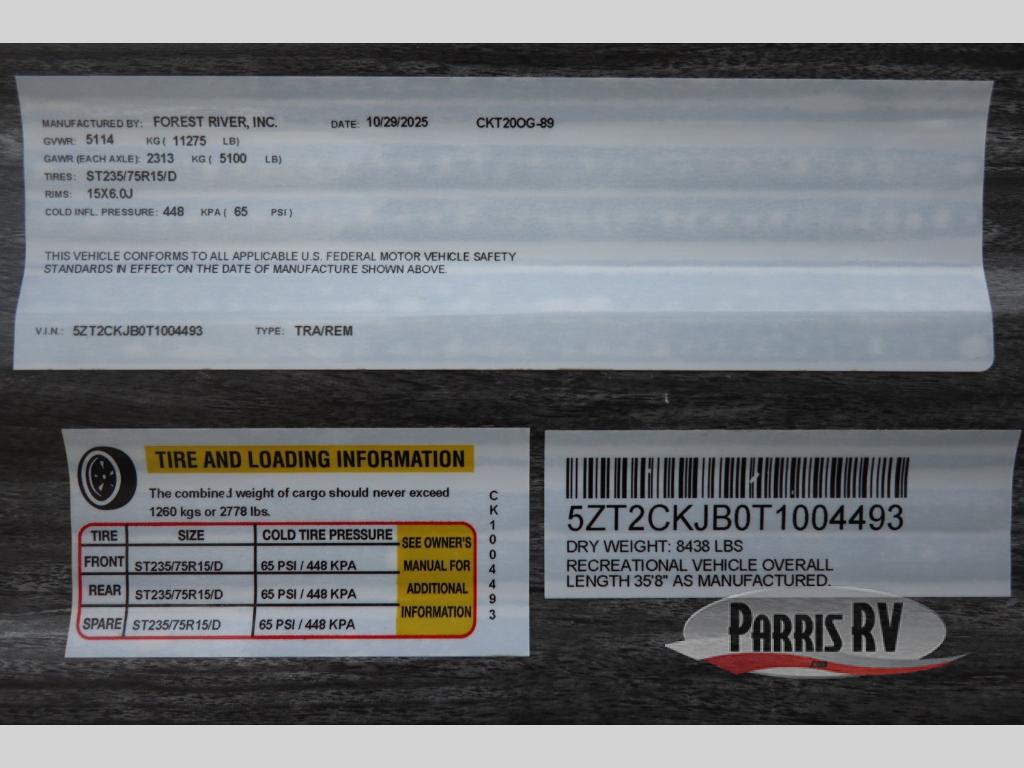 MANUFACTURED BY: FOREST RIVER, INC. DATE: 10/29/2025 CKT20OG-89
GVWR: 5114 KG ( 11275 LB)
GAWR (EACH AXLE): 2313 KG ( 5100 LB)
TIRES: ST235/75R15/D
RIMS: 15X6.0J
COLD INFL. PRESSURE: 448 KPA ( 65 PSI )
THIS VEHICLE CONFORMS TO ALL APPLICABLE U.S. FEDERAL MOTOR VEHICLE SAFETY
STANDARDS IN EFFECT ON THE DATE OF MANUFACTURE SHOWN ABOVE.
V.I.N.: 5ZT2CKJB0T1004493 TYPE: TRA/REM
TIRE AND LOADING INFORMATION
The combined weight of cargo should never exceed
1260 kgs or 2778 lbs.
TIRE SIZE COLD TIRE PRESSURE SEE OWNER'S
FRONT ST235/75R15/D 65 PSI / 448 KPA MANUAL FOR
REAR ST235/75R15/D 65 PSI / 448 KPA ADDITIONAL
INFORMATION
SPARE ST235/75R15/D 65 PSI / 448 KPA
CK1004493
5ZT2CKJB0T1004493
DRY WEIGHT: 8438 LBS
RECREATIONAL VEHICLE OVERALL
LENGTH 35'8" AS MANUFACTURED.
PARRIS RV
.com